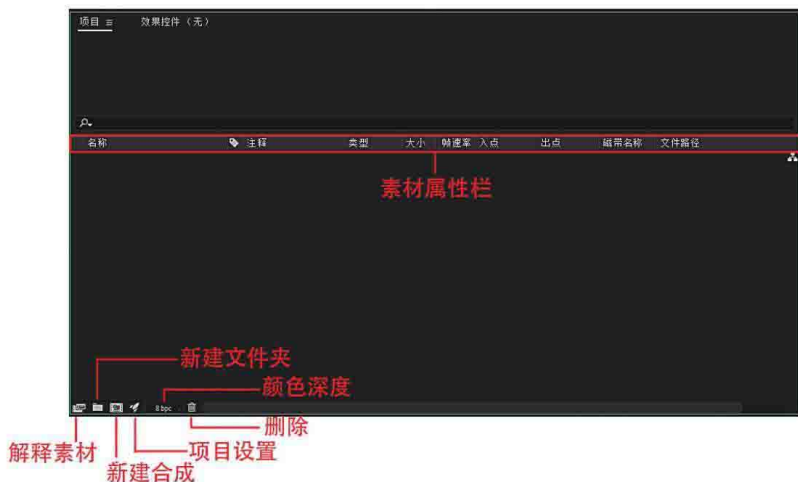 项目 ≡ 效果控件（无）
名称 注释 类型 大小 帧速率 入点 出点 磁带名称 文件路径
素材属性栏
新建文件夹
颜色深度
8 bpc
删除
解释素材 项目设置
新建合成